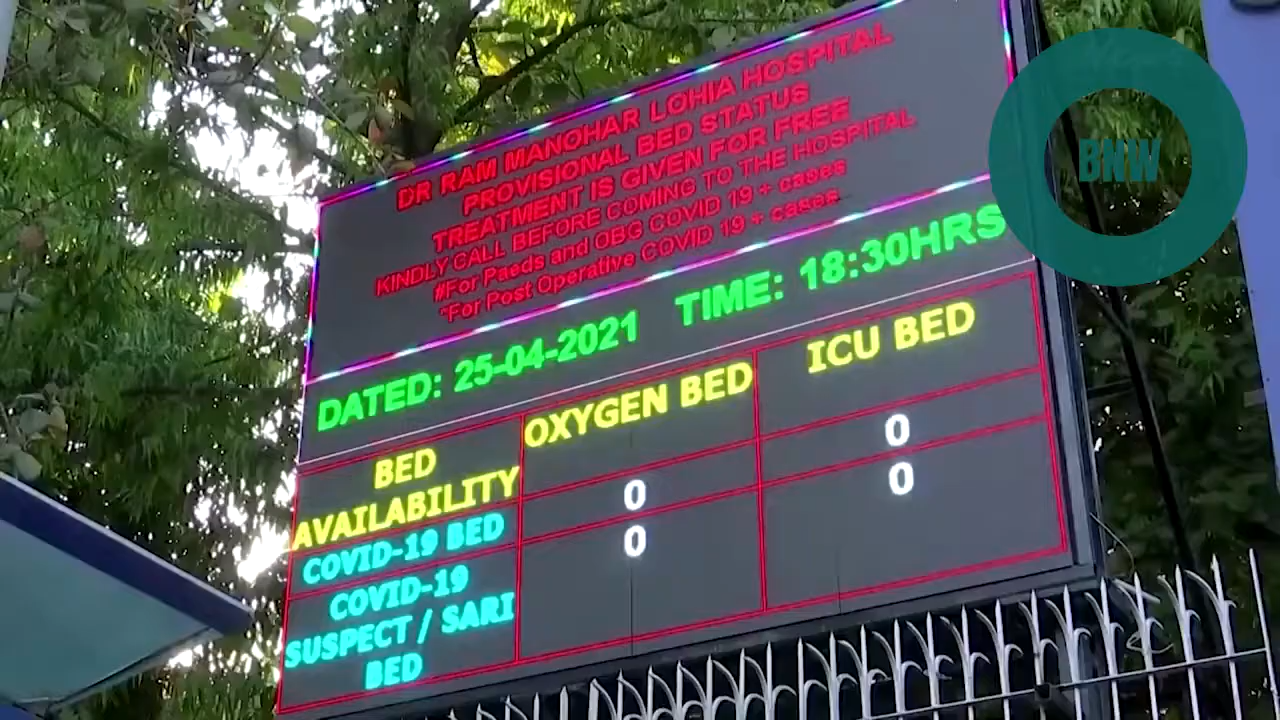 DR RAM MANOHAR LOHIA HOSPITAL
PROVISIONAL BED STATUS
TREATMENT IS GIVEN FOR FREE
KINDLY CALL BEFORE COMING TO THE HOSPITAL
#For Paeds and OBG COVID 19 + cases
*For Post Operative COVID 19 + cases
DATED: 25-04-2021 TIME: 18:30HRS
BED AVAILABILITY OXYGEN BED ICU BED
COVID-19 BED 0 0
COVID-19 SUSPECT / SARI BED 0 0
BNW